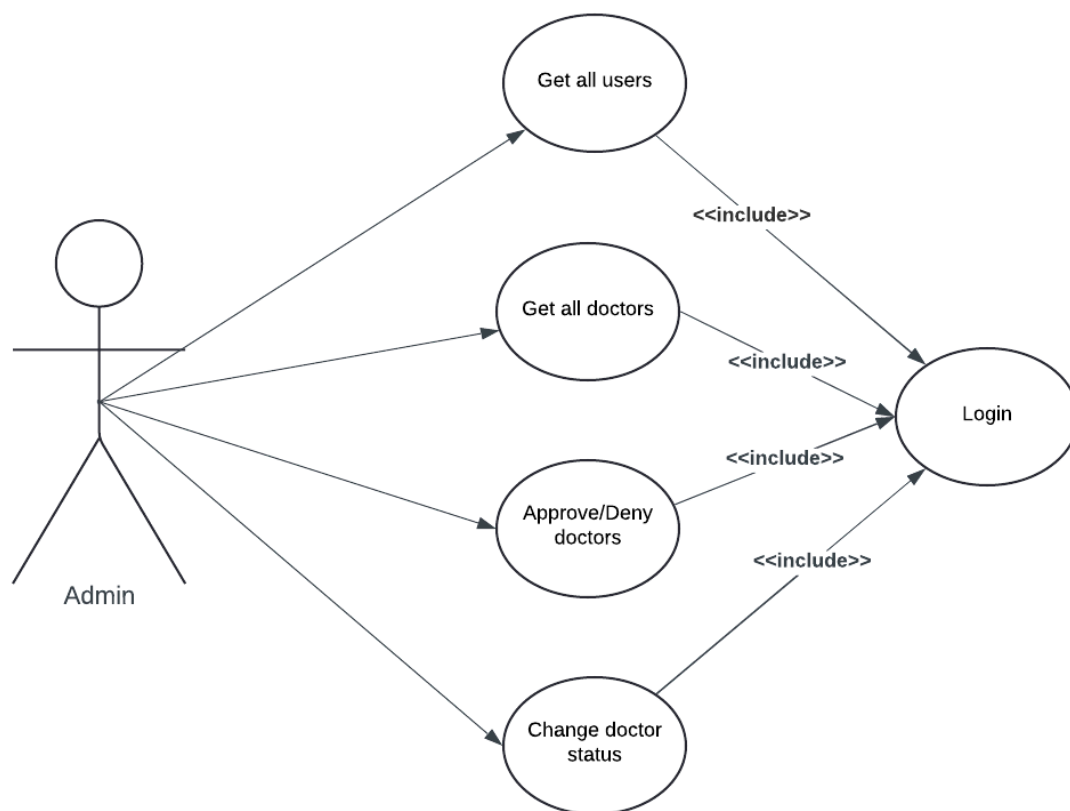 Get all users
<<include>>
Get all doctors
<<include>>
Login
<<include>>
Approve/Deny
doctors
<<include>>
Admin
Change doctor
status